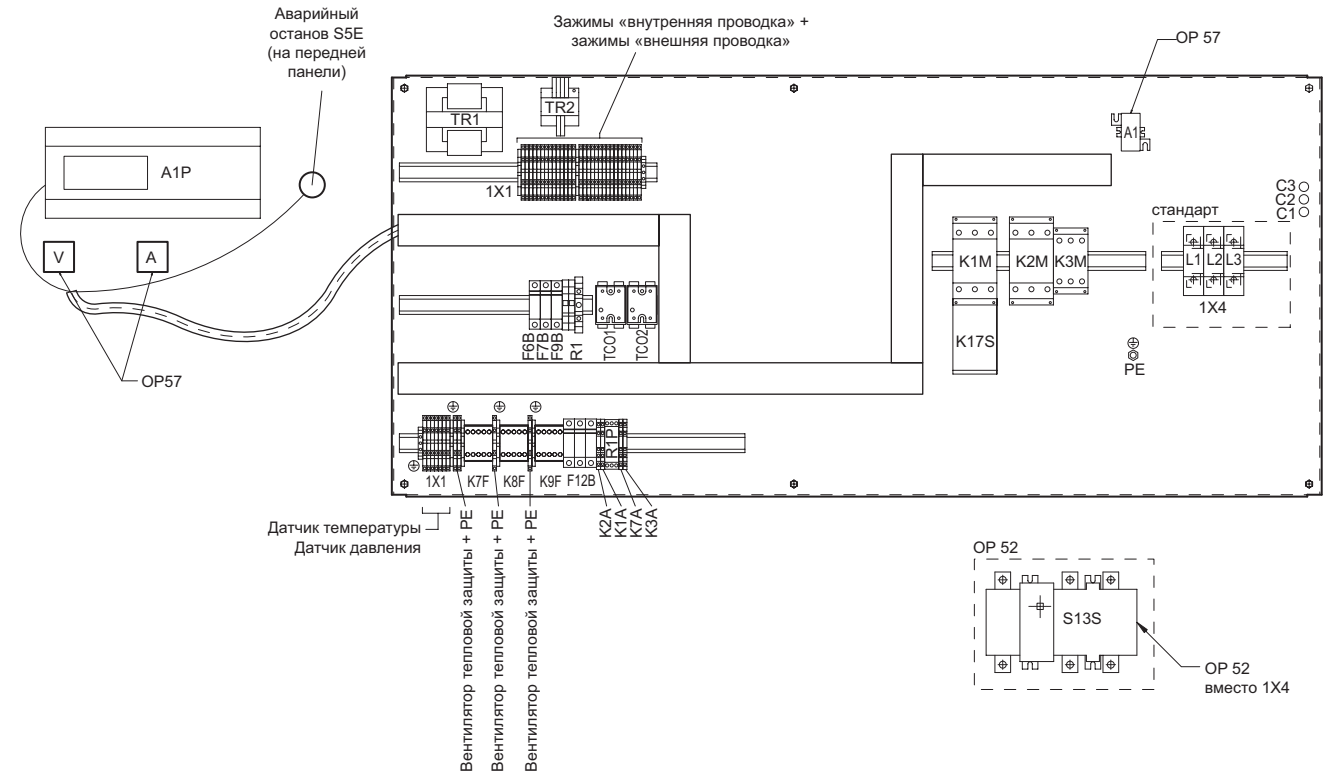 Аварийный
останов S5E
(на передней
панели)
Зажимы «внутренняя проводка» +
зажимы «внешняя проводка»
OP 57
TR1
TR2
A1
A1P
1X1
C3
C2
C1
стандарт
V
A
K1M
K2M
K3M
L1
L2
L3
1X4
K17S
F6B
F7B
F9B
R1
TCO1
TCO2
PE
OP57
R1P
1X1
K7F
K8F
K9F
F12B
K2A
K1A
K7A
K3A
Датчик температуры
Датчик давления
Вентилятор тепловой защиты + PE
Вентилятор тепловой защиты + PE
Вентилятор тепловой защиты + PE
OP 52
S13S
OP 52
вместо 1X4